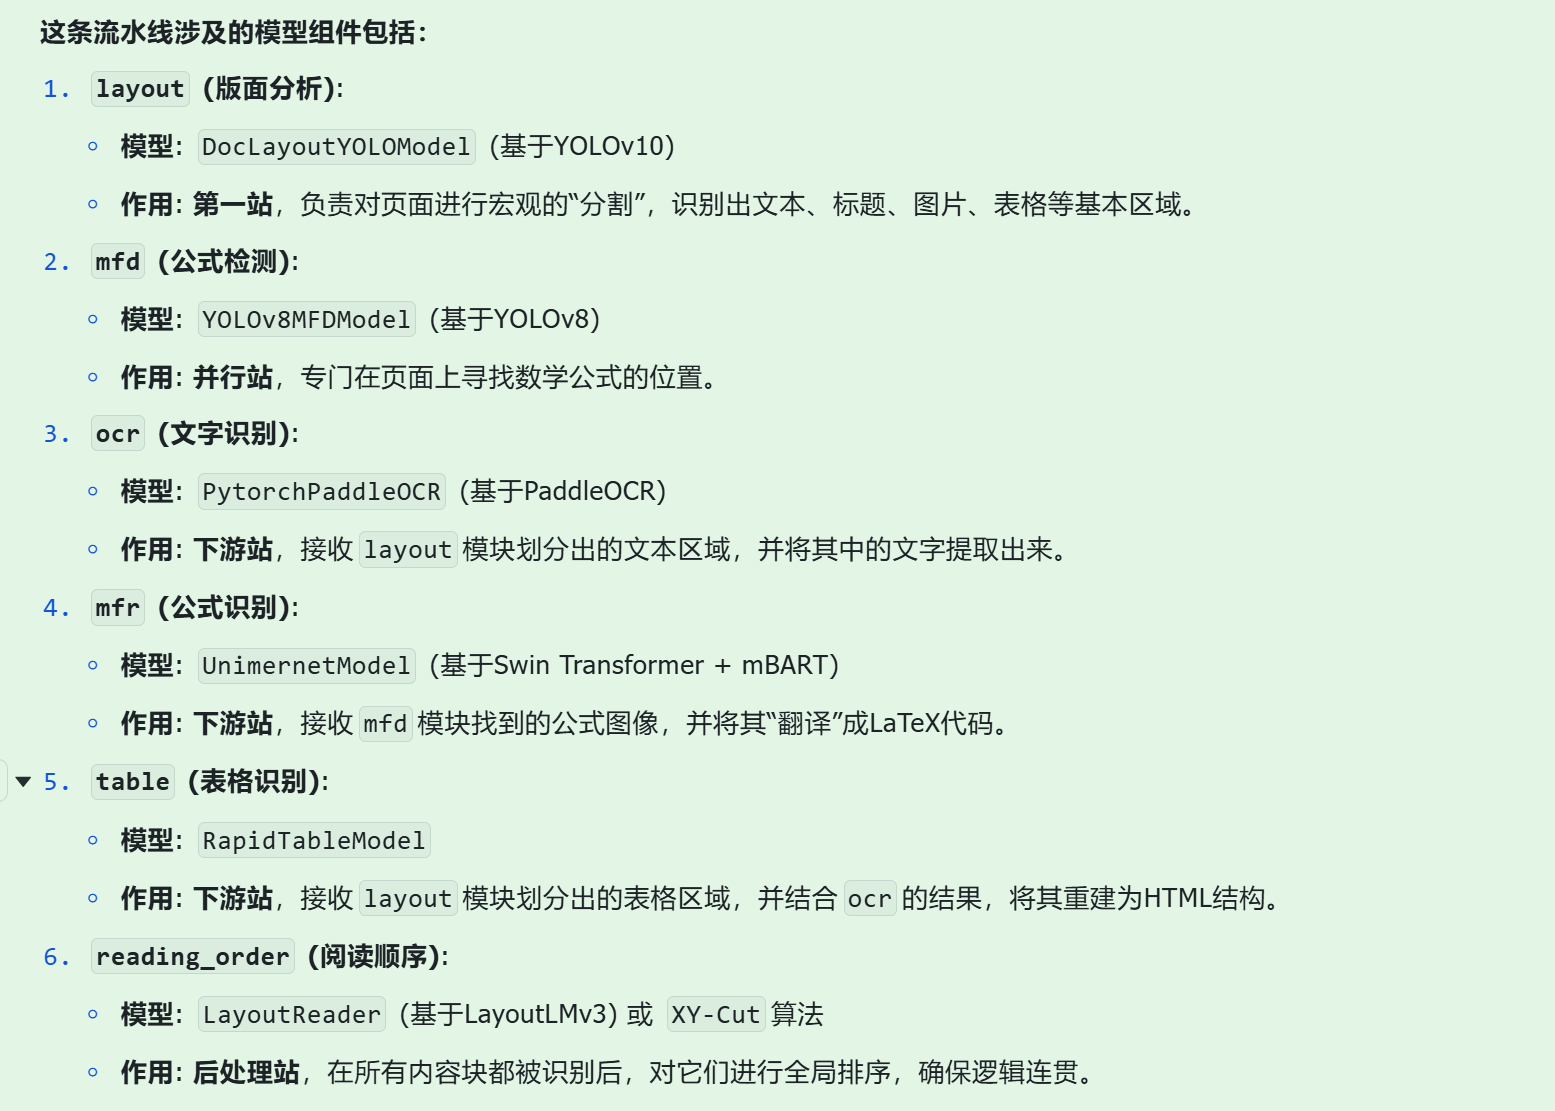 这条流水线涉及的模型组件包括：
1. layout (版面分析):
模型: DocLayoutYOLOModel (基于YOLOv10)
作用: 第一站，负责对页面进行宏观的“分割”，识别出文本、标题、图片、表格等基本区域。
2. mfd (公式检测):
模型: YOLOv8MFDModel (基于YOLOv8)
作用: 并行站，专门在页面上寻找数学公式的位置。
3. ocr (文字识别):
模型: PytorchPaddleOCR (基于PaddleOCR)
作用: 下游站，接收 layout 模块划分出的文本区域，并将其中的文字提取出来。
4. mfr (公式识别):
模型: UnimernetModel (基于Swin Transformer + mBART)
作用: 下游站，接收 mfd 模块找到的公式图像，并将其“翻译”成LaTeX代码。
5. table (表格识别):
模型: RapidTableModel
作用: 下游站，接收 layout 模块划分出的表格区域，并结合 ocr 的结果，将其重建为HTML结构。
6. reading_order (阅读顺序):
模型: LayoutReader (基于LayoutLMv3) 或 XY-Cut 算法
作用: 后处理站，在所有内容块都被识别后，对它们进行全局排序，确保逻辑连贯。